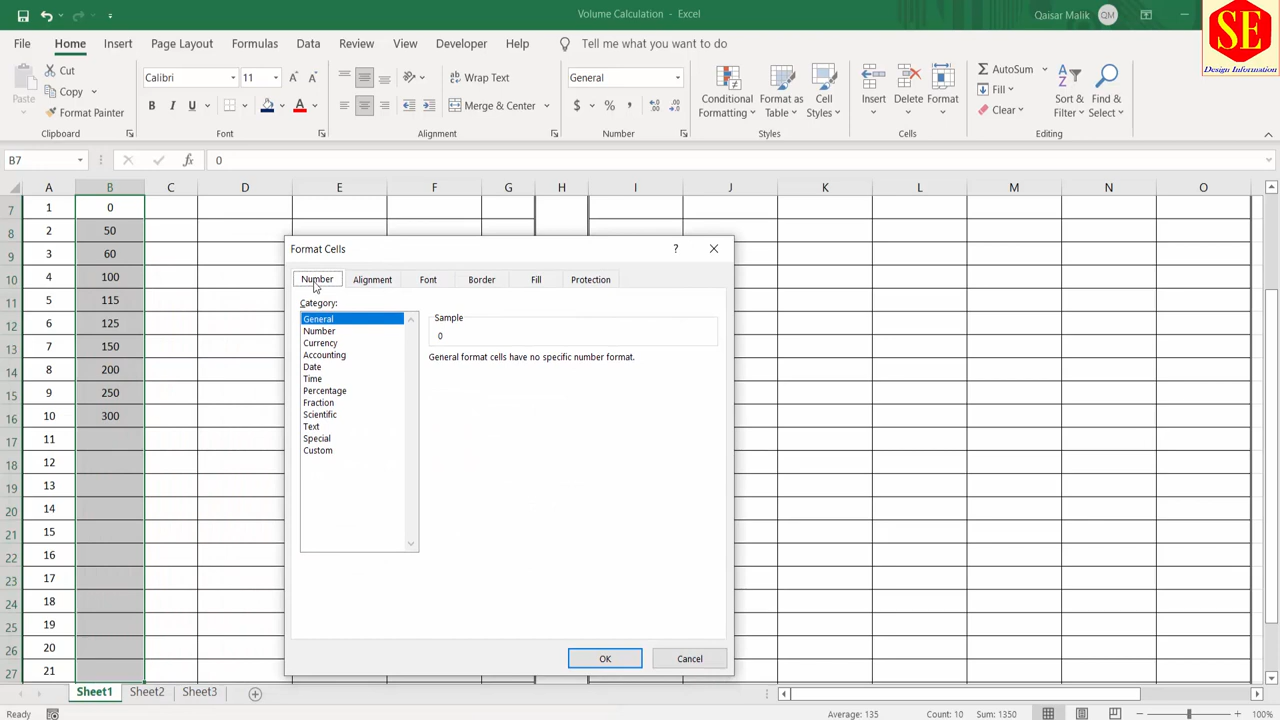 Volume Calculation - Excel
Qaisar Malik QM
SE
Design Information
File Home Insert Page Layout Formulas Data Review View Developer Help Tell me what you want to do
Paste
Cut
Copy
Format Painter
Clipboard
Calibri 11
B I U
Font
Wrap Text
Merge & Center
Alignment
General
$ % ,
Number
Conditional Formatting
Format as Table
Cell Styles
Styles
Insert
Delete
Format
Cells
AutoSum
Fill
Clear
Sort & Filter
Find & Select
Editing
B7 fx 0
A B C D E F G H I J K L M N O
7 1 0
8 2 50
9 3 60
10 4 100
11 5 115
12 6 125
13 7 150
14 8 200
15 9 250
16 10 300
17 11
18 12
19 13
20 14
21 15
22 16
23 17
24 18
25 19
26 20
27 21
Format Cells
?
Number Alignment Font Border Fill Protection
Category:
General
Number
Currency
Accounting
Date
Time
Percentage
Fraction
Scientific
Text
Special
Custom
Sample
0
General format cells have no specific number format.
OK Cancel
Sheet1 Sheet2 Sheet3
Ready
Average: 135 Count: 10 Sum: 1350 100%